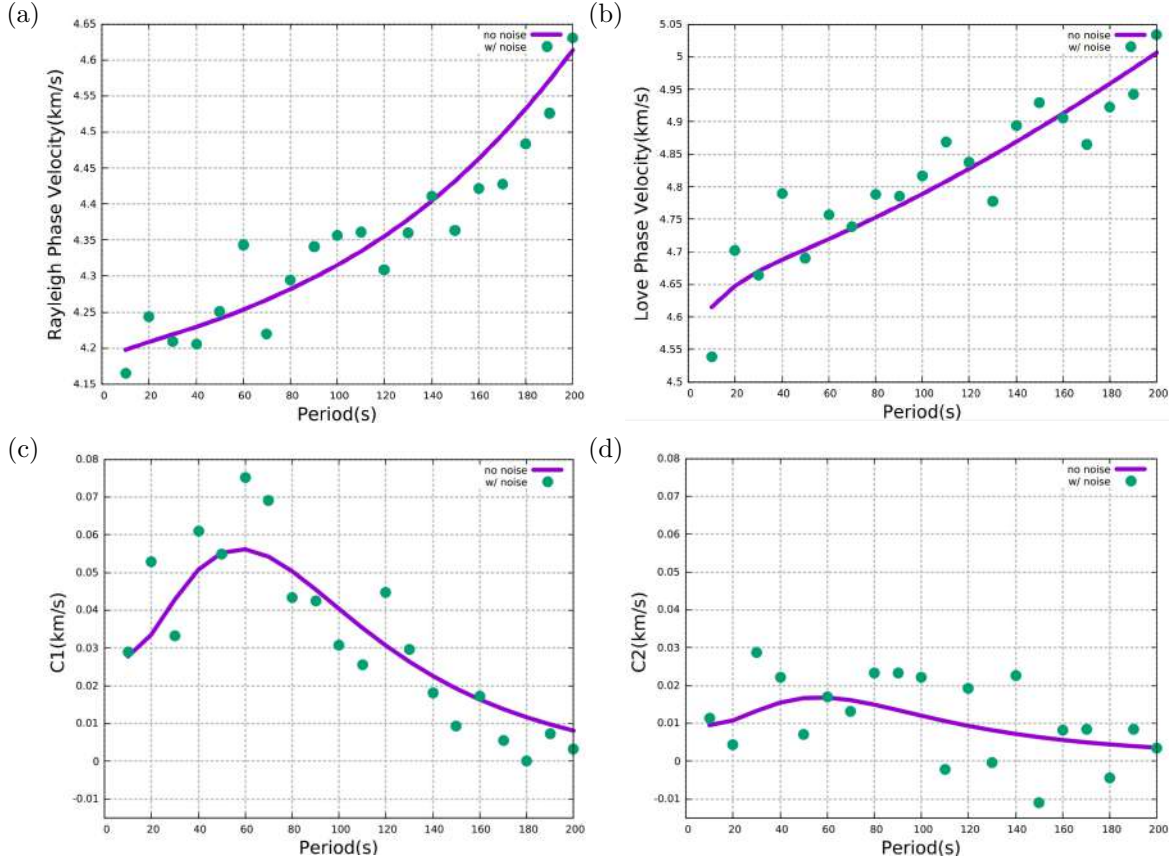 (a)
4.65
4.6
4.55
4.5
4.45
4.4
4.35
4.3
4.25
4.2
4.15
Rayleigh Phase Velocity(km/s)
no noise
w/ noise
20 40 60 80 100 120 140 160 180 200
Period(s)
(b)
5.05
5
4.95
4.9
4.85
4.8
4.75
4.7
4.65
4.6
4.55
4.5
Love Phase Velocity(km/s)
no noise
w/ noise
20 40 60 80 100 120 140 160 180 200
Period(s)
(c)
0.08
0.07
0.06
0.05
0.04
0.03
0.02
0.01
0
-0.01
C1(km/s)
no noise
w/ noise
20 40 60 80 100 120 140 160 180 200
Period(s)
(d)
0.08
0.07
0.06
0.05
0.04
0.03
0.02
0.01
0
-0.01
C2(km/s)
no noise
w/ noise
20 40 60 80 100 120 140 160 180 200
Period(s)